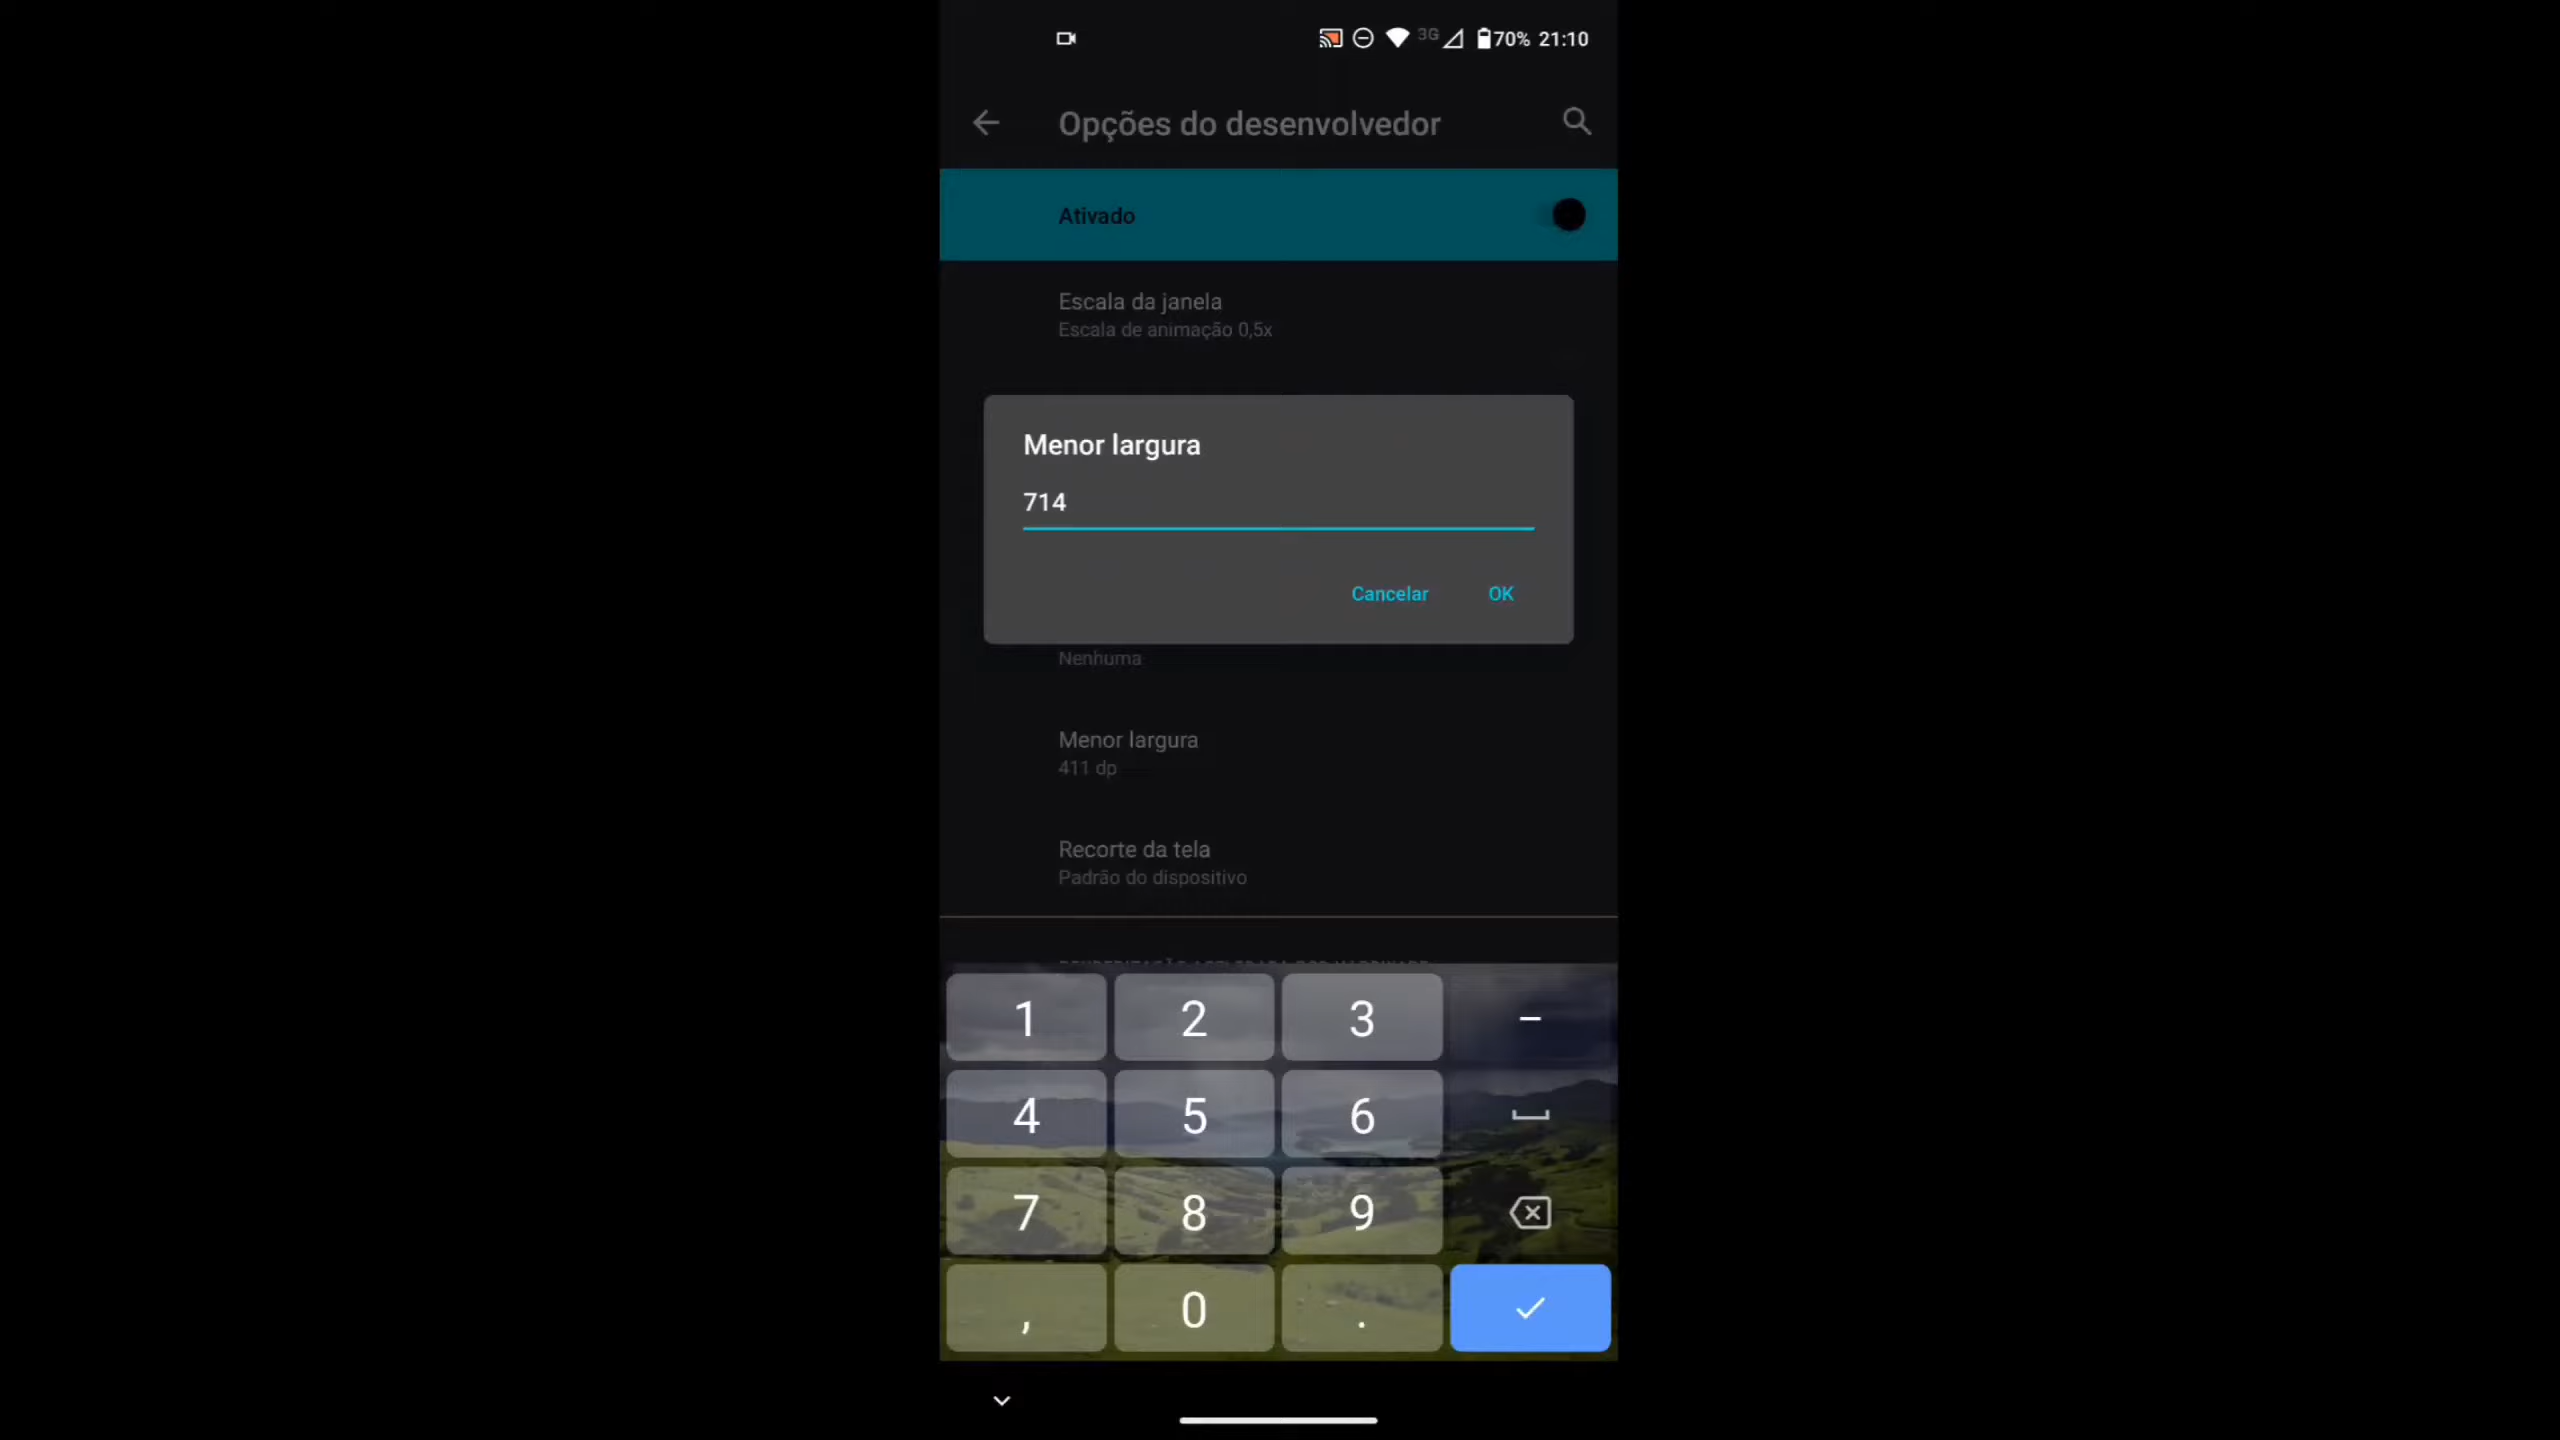 3G 70% 21:10
Opções do desenvolvedor
Ativado
Escala da janela
Escala de animação 0,5x
Menor largura
714
Cancelar OK
Nenhuma
Menor largura
411 dp
Recorte da tela
Padrão do dispositivo
1 2 3 –
4 5 6
7 8 9
, 0 .